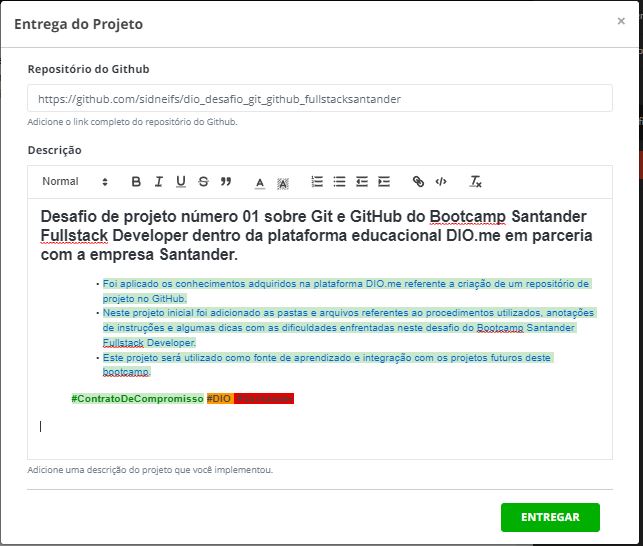 Entrega do Projeto
×
Repositório do Github
https://github.com/sidneifs/dio_desafio_git_github_fullstacksantander
Adicione o link completo do repositório do Github.
Descrição
Normal B I U S A A
Desafio de projeto número 01 sobre Git e GitHub do Bootcamp Santander
Fullstack Developer dentro da plataforma educacional DIO.me em parceria
com a empresa Santander.
• Foi aplicado os conhecimentos adquiridos na plataforma DIO.me referente a criação de um repositório de
projeto no GitHub.
• Neste projeto inicial foi adicionado as pastas e arquivos referentes ao procedimentos utilizados, anotações
de instruções e algumas dicas com as dificuldades enfrentadas neste desafio do Bootcamp Santander
Fullstack Developer.
• Este projeto será utilizado como fonte de aprendizado e integração com os projetos futuros deste
bootcamp.
#ContratoDeCompromisso #DIO
Adicione uma descrição do projeto que você implementou.
ENTREGAR